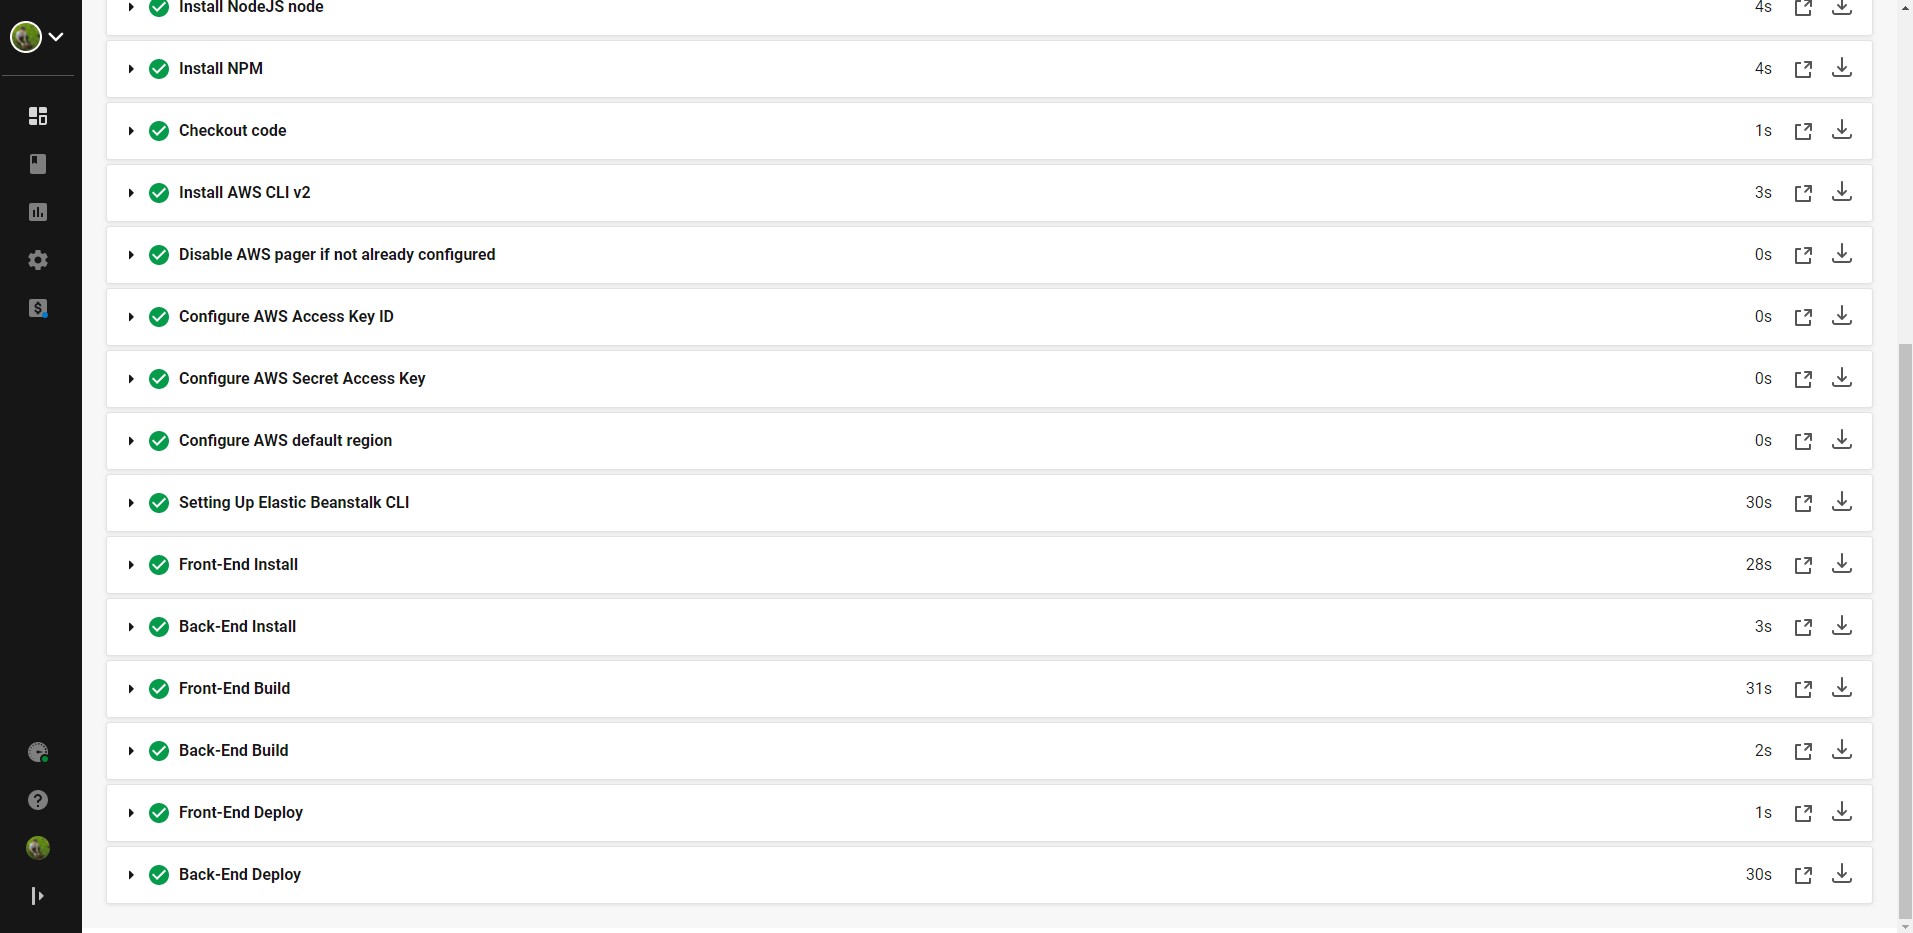 Install NodeJS node 4s
Install NPM 4s
Checkout code 1s
Install AWS CLI v2 3s
Disable AWS pager if not already configured 0s
Configure AWS Access Key ID 0s
Configure AWS Secret Access Key 0s
Configure AWS default region 0s
Setting Up Elastic Beanstalk CLI 30s
Front-End Install 28s
Back-End Install 3s
Front-End Build 31s
Back-End Build 2s
Front-End Deploy 1s
Back-End Deploy 30s